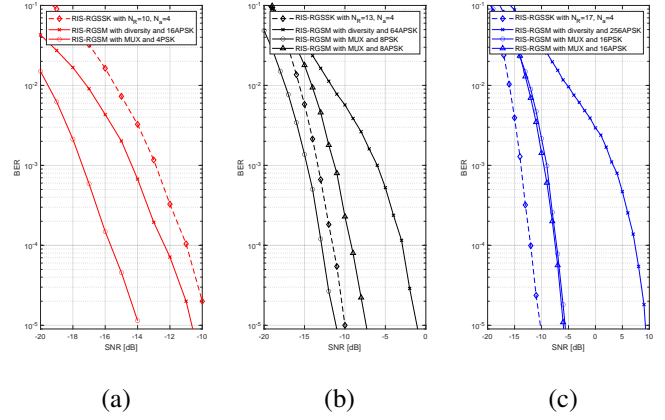 RIS-RGSSK with N_R=10, N_a=4
RIS-RGSM with diversity and 16APSK
RIS-RGSM with MUX and 4PSK
10^-1
10^-2
10^-3
10^-4
10^-5
BER
-20 -18 -16 -14 -12 -10
SNR [dB]
(a)
RIS-RGSSK with N_R=13, N_a=4
RIS-RGSM with diversity and 64APSK
RIS-RGSM with MUX and 8PSK
RIS-RGSM with MUX and 8APSK
10^-1
10^-2
10^-3
10^-4
10^-5
BER
-20 -15 -10 -5 0
SNR [dB]
(b)
RIS-RGSSK with N_R=17, N_a=4
RIS-RGSM with diversity and 256APSK
RIS-RGSM with MUX and 16PSK
RIS-RGSM with MUX and 16APSK
10^-1
10^-2
10^-3
10^-4
10^-5
BER
-20 -15 -10 -5 0 5 10
SNR [dB]
(c)